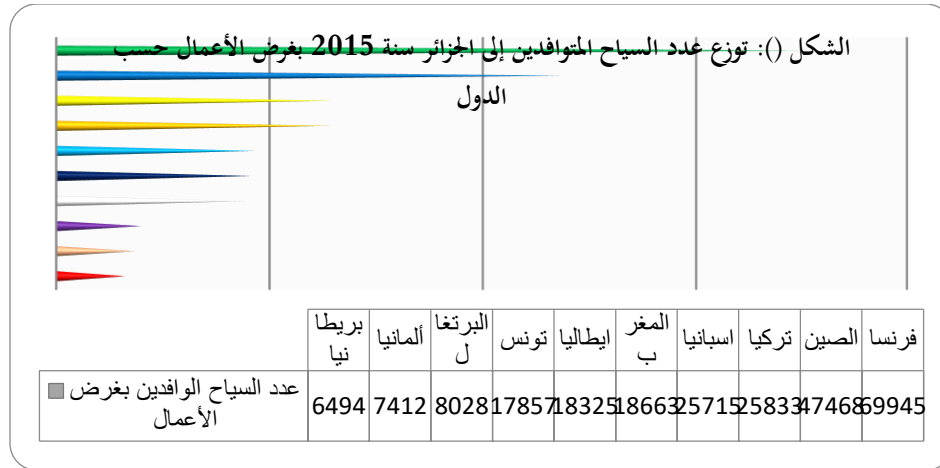 الشكل (): توزع عدد السياح المتوافدين إلى الجزائر سنة 2015 بغرض الأعمال حسب
الدول
فرنسا الصين تركيا اسبانيا المغرب ايطاليا تونس البرتغال ألمانيا بريطانيا
عدد السياح الوافدين بغرض الأعمال 69945 47468 25833 25715 18663 18325 17857 8028 7412 6494